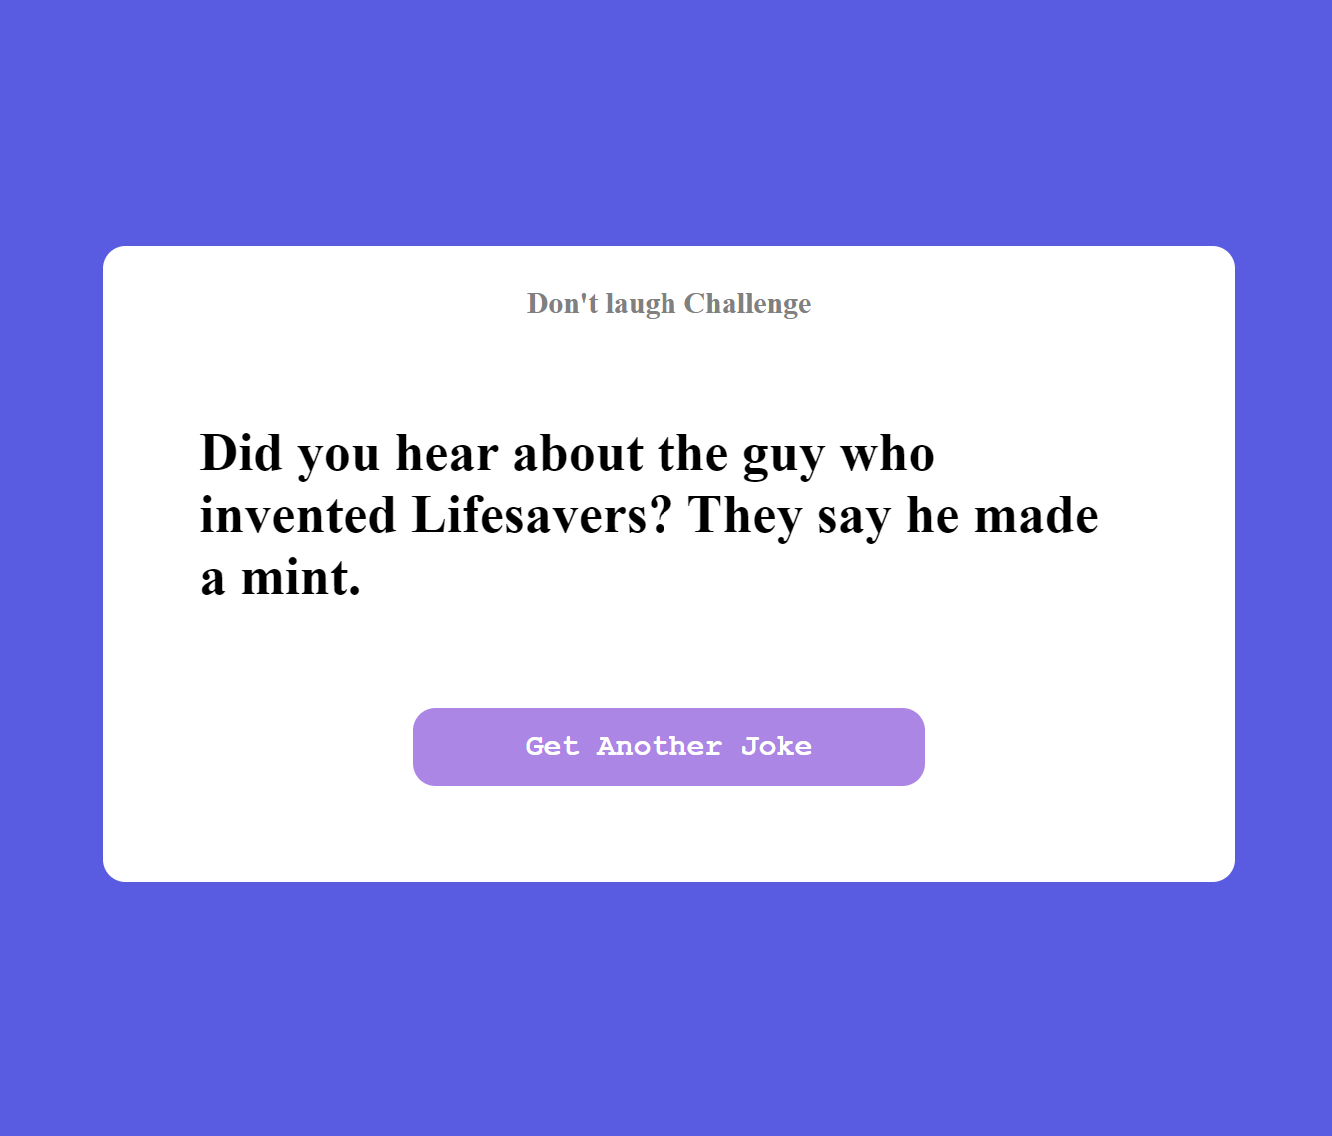 Don't laugh Challenge
Did you hear about the guy who
invented Lifesavers? They say he made
a mint.
Get Another Joke